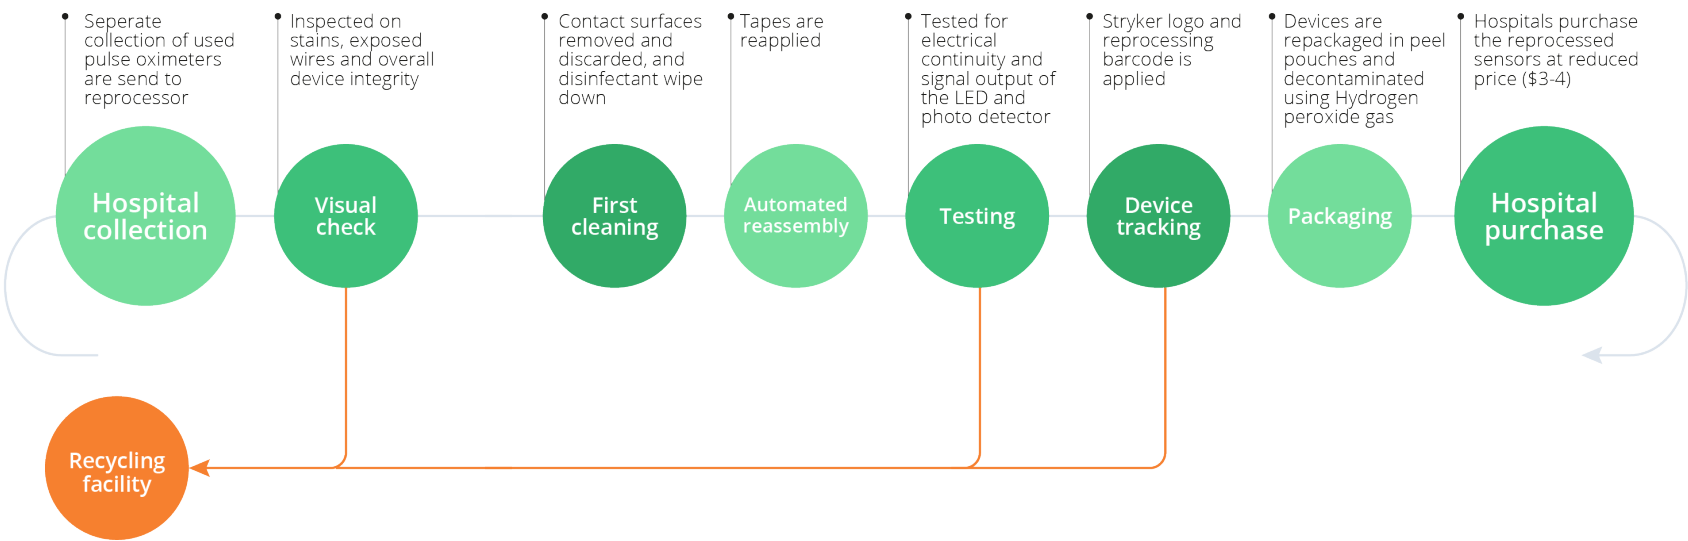 Seperate
collection of used
pulse oximeters
are send to
reprocessor
Inspected on
stains, exposed
wires and overall
device integrity
Contact surfaces
removed and
discarded, and
disinfectant wipe
down
Tapes are
reapplied
Tested for
electrical
continuity and
signal output of
the LED and
photo detector
Stryker logo and
reprocessing
barcode is
applied
Devices are
repackaged in peel
pouches and
decontaminated
using Hydrogen
peroxide gas
Hospitals purchase
the reprocessed
sensors at reduced
price ($3-4)
Hospital
collection
Visual
check
First
cleaning
Automated
reassembly
Testing
Device
tracking
Packaging
Hospital
purchase
Recycling
facility